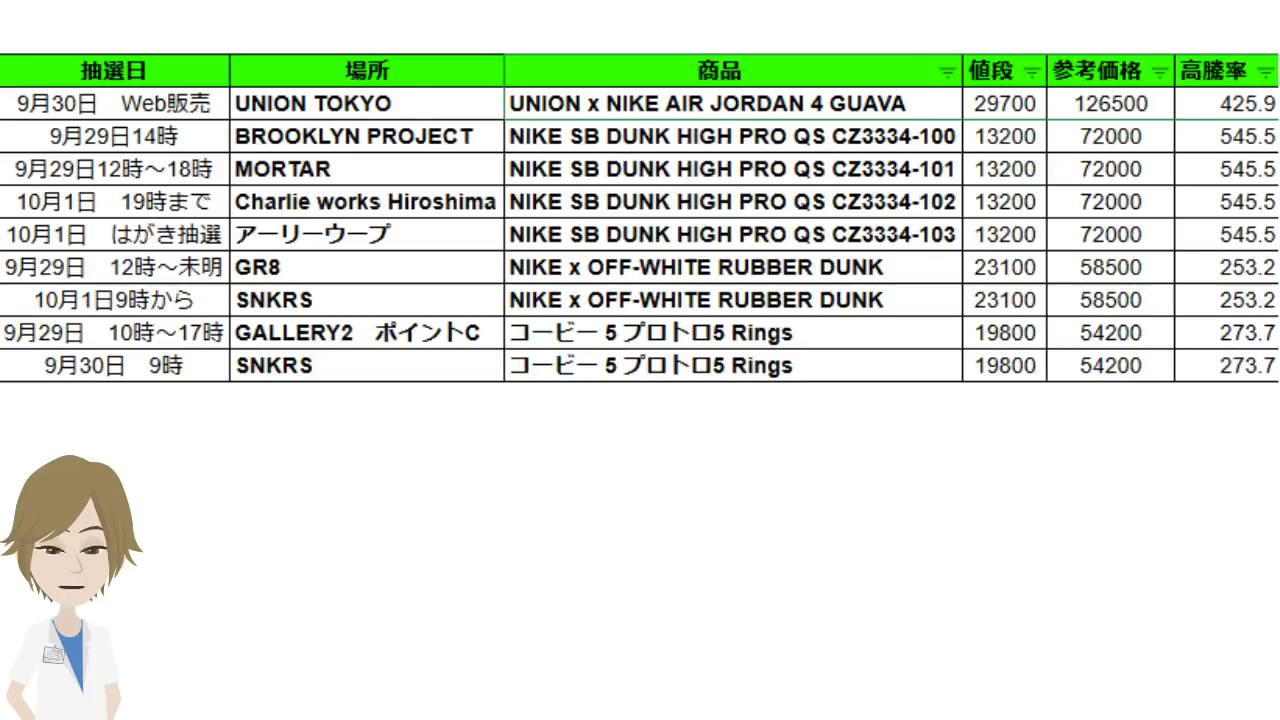 抽選日 場所 商品 値段 参考価格 高騰率
9月30日　Web販売 UNION TOKYO UNION x NIKE AIR JORDAN 4 GUAVA 29700 126500 425.9
9月29日14時 BROOKLYN PROJECT NIKE SB DUNK HIGH PRO QS CZ3334-100 13200 72000 545.5
9月29日12時～18時 MORTAR NIKE SB DUNK HIGH PRO QS CZ3334-101 13200 72000 545.5
10月1日　19時まで Charlie works Hiroshima NIKE SB DUNK HIGH PRO QS CZ3334-102 13200 72000 545.5
10月1日　はがき抽選 アーリーウープ NIKE SB DUNK HIGH PRO QS CZ3334-103 13200 72000 545.5
9月29日　12時～未明 GR8 NIKE x OFF-WHITE RUBBER DUNK 23100 58500 253.2
10月1日9時から SNKRS NIKE x OFF-WHITE RUBBER DUNK 23100 58500 253.2
9月29日　10時～17時 GALLERY2　ポイントC コービー 5 プロトロ5 Rings 19800 54200 273.7
9月30日　9時 SNKRS コービー 5 プロトロ5 Rings 19800 54200 273.7